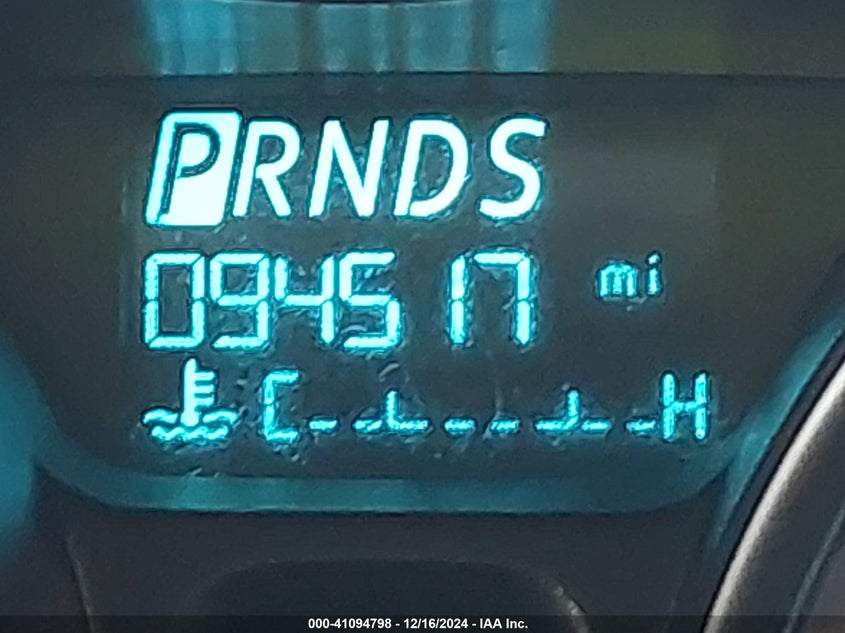 PRNDS
094517 mi
C H
000-41094798 - 12/16/2024 - IAA Inc.